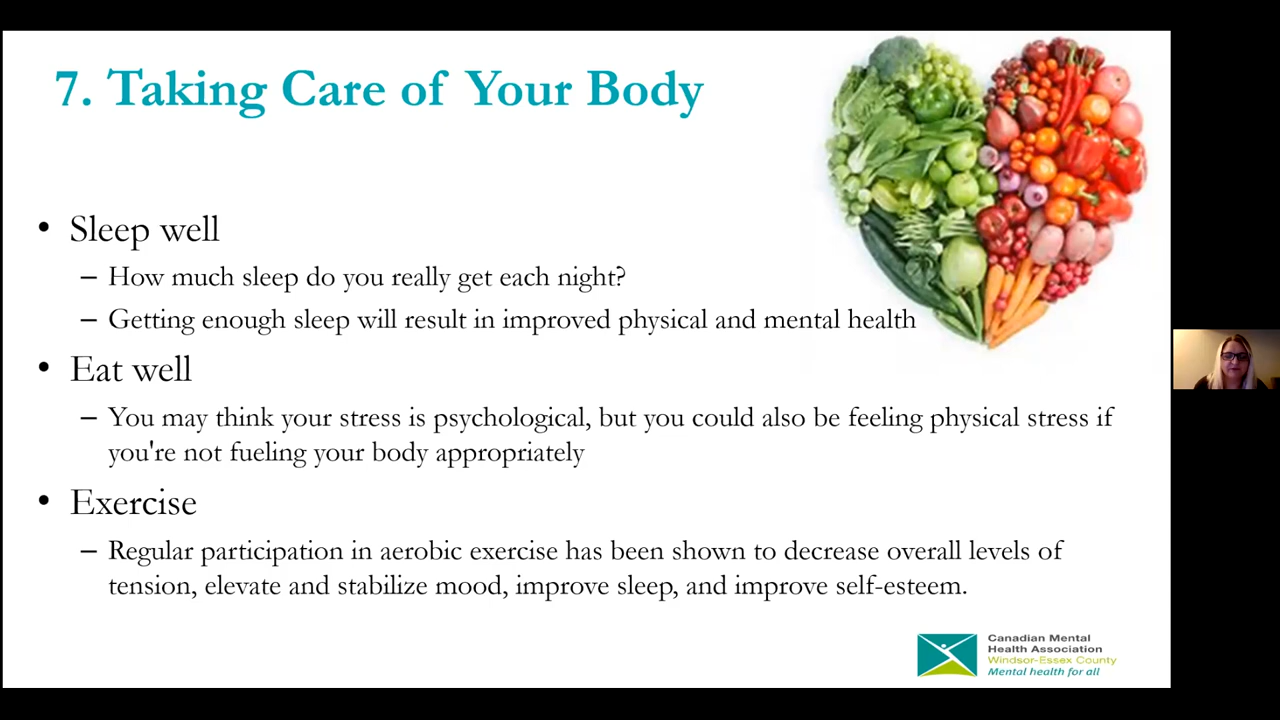 7. Taking Care of Your Body
• Sleep well
– How much sleep do you really get each night?
– Getting enough sleep will result in improved physical and mental health
• Eat well
– You may think your stress is psychological, but you could also be feeling physical stress if
you're not fueling your body appropriately
• Exercise
– Regular participation in aerobic exercise has been shown to decrease overall levels of
tension, elevate and stabilize mood, improve sleep, and improve self-esteem.
Canadian Mental
Health Association
Windsor-Essex County
Mental health for all